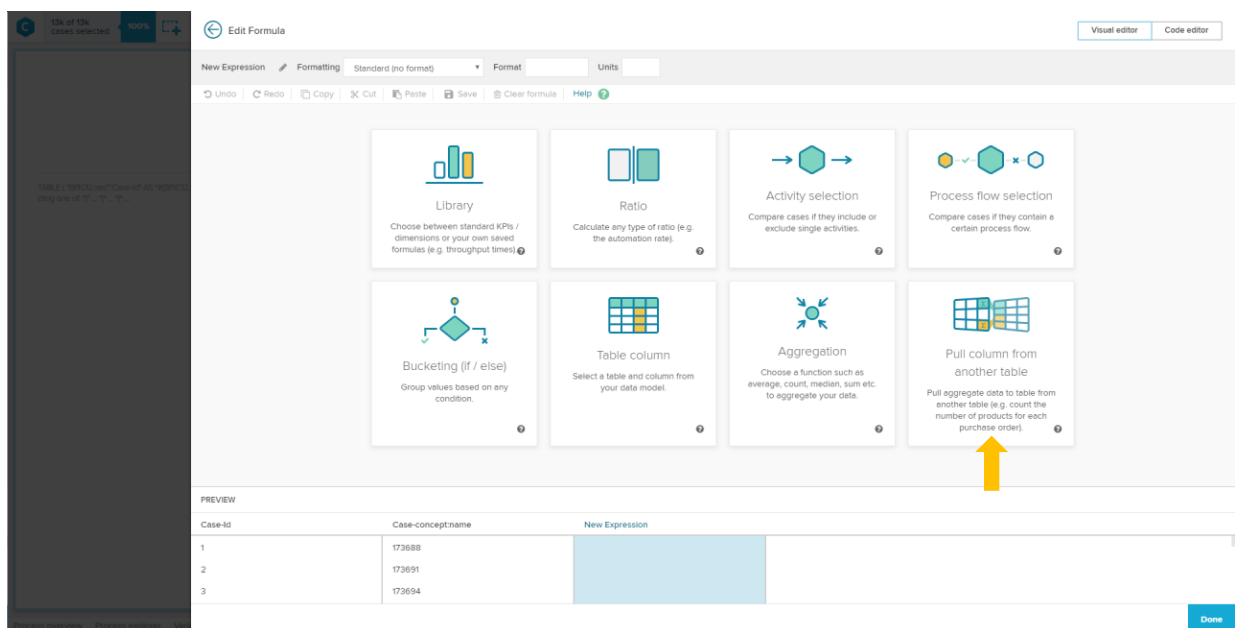 13k of 13k
cases selected
100%
C
Edit Formula
Visual editor
Code editor
New Expression
Formatting
Standard (no format)
Format
Units
Undo
Redo
Copy
Cut
Paste
Save
Clear formula
Help
Library
Choose between standard KPIs /
dimensions or your own saved
formulas (e.g. throughput times).
Ratio
Calculate any type of ratio (e.g.
the automation rate).
Activity selection
Compare cases if they include or
exclude single activities.
Process flow selection
Compare cases if they contain a
certain process flow.
Bucketing (if / else)
Group values based on any
condition.
Table column
Select a table and column from
your data model.
Aggregation
Choose a function such as
average, count, median, sum etc.
to aggregate your data.
Pull column from
another table
Pull aggregate data to table from
another table (e.g. count the
number of products for each
purchase order).
PREVIEW
Case-Id
Case-concept:name
New Expression
1
173688
2
173691
3
173694
Process overview
Process explorer
Done